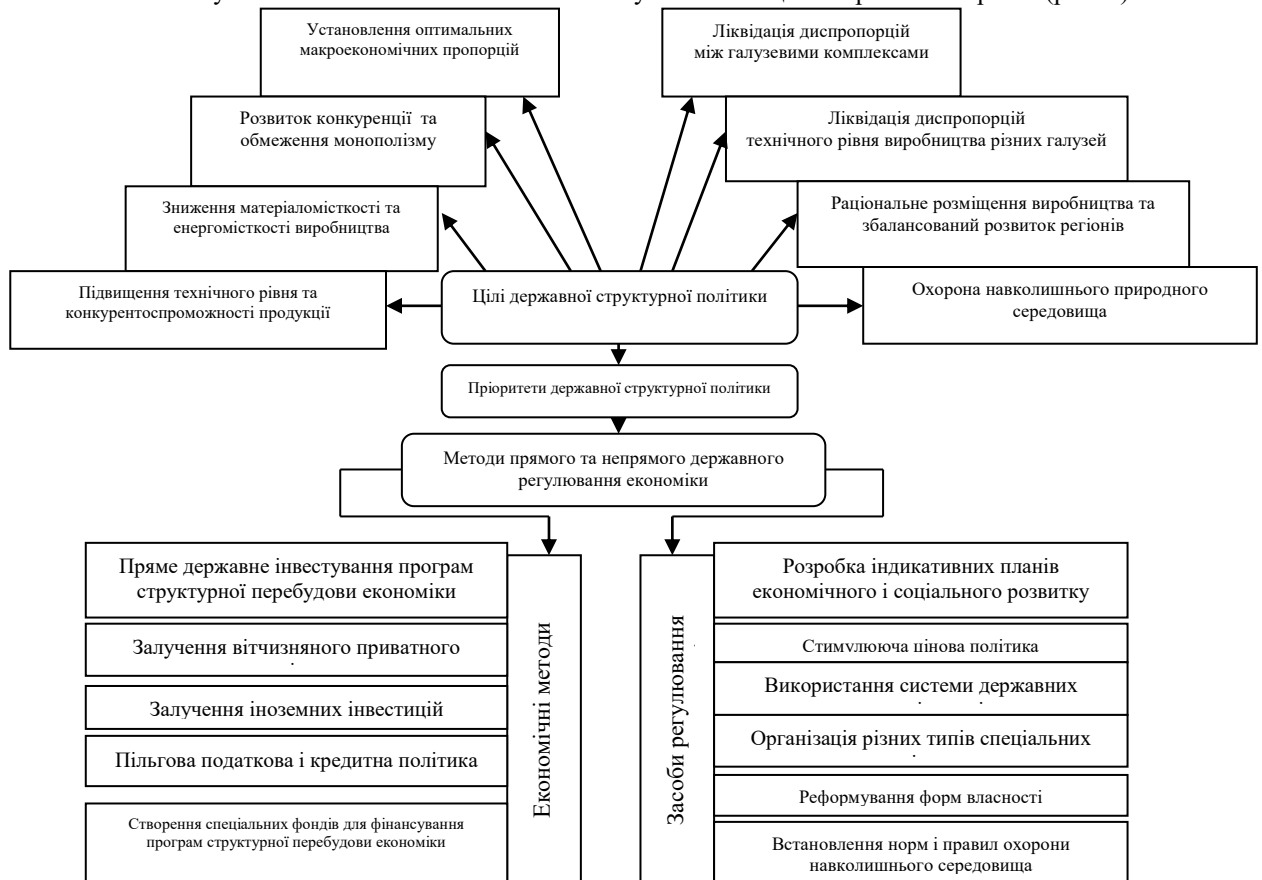 Установлення оптимальних
макроекономічних пропорцій
Ліквідація диспропорцій
між галузевими комплексами
Розвиток конкуренції та
обмеження монополізму
Ліквідація диспропорцій
технічного рівня виробництва різних галузей
Зниження матеріаломісткості та
енергомісткості виробництва
Раціональне розміщення виробництва та
збалансований розвиток регіонів
Підвищення технічного рівня та
конкурентоспроможності продукції
Цілі державної структурної політики
Охорона навколишнього природного
середовища
Пріоритети державної структурної політики
Методи прямого та непрямого державного
регулювання економіки
Економічні методи
Пряме державне інвестування програм
структурної перебудови економіки
Залучення вітчизняного приватного
Залучення іноземних інвестицій
Пільгова податкова і кредитна політика
Створення спеціальних фондів для фінансування
програм структурної перебудови економіки
Засоби регулювання
Розробка індикативних планів
економічного і соціального розвитку
Стимулююча цінова політика
Використання системи державних
Організація різних типів спеціальних
Реформування форм власності
Встановлення норм і правил охорони
навколишнього середовища